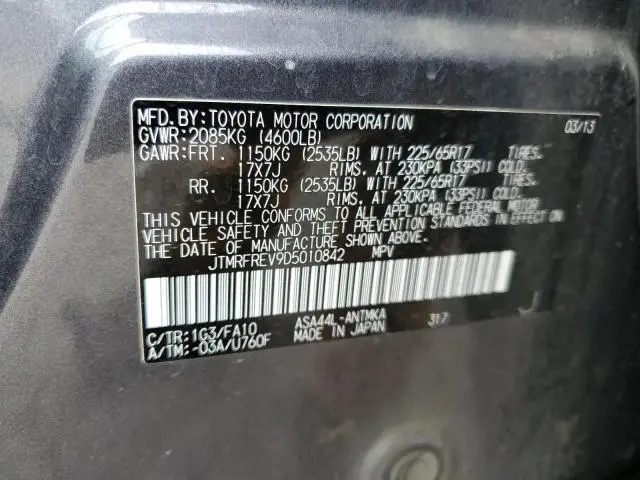 MFD.BY:TOYOTA MOTOR CORPORATION 03/13
GVWR:2085KG (4600LB)
GAWR:FRT. 1150KG (2535LB) WITH 225/65R17 TIRES.
17X7J RIMS. AT 230KPA (33PSI) COLD.
RR. 1150KG (2535LB) WITH 225/65R17 TIRES.
17X7J RIMS. AT 230KPA (33PSI) COLD.
THIS VEHICLE CONFORMS TO ALL APPLICABLE FEDERAL MOTOR
VEHICLE SAFETY AND THEFT PREVENTION STANDARDS IN EFFECT ON
THE DATE OF MANUFACTURE SHOWN ABOVE.
JTMRFREV9D5010842 MPV
C/TR:1G3/FA10 ASA44L-ANTMKA 317 J
A/TM:-03A/U760F MADE IN JAPAN